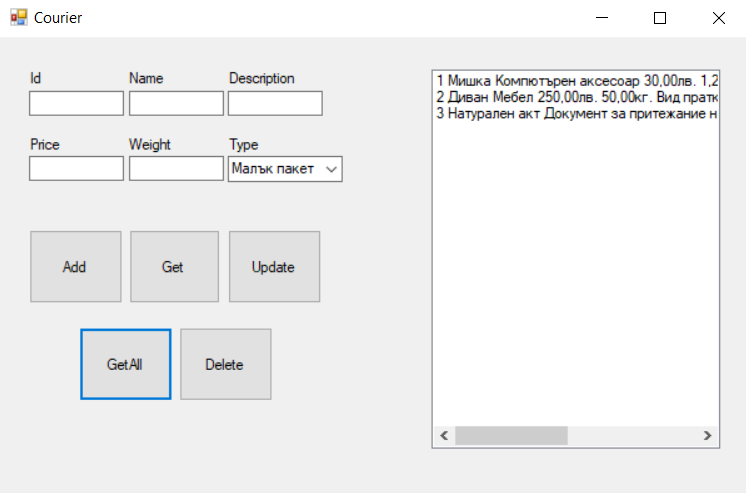 Courier
Id Name Description
Price Weight Type
Малък пакет
Add Get Update
GetAll Delete
1 Мишка Компютърен аксесоар 30,00лв. 1,2
2 Диван Мебел 250,00лв. 50,00кг. Вид пратк
3 Натурален акт Документ за притежание н